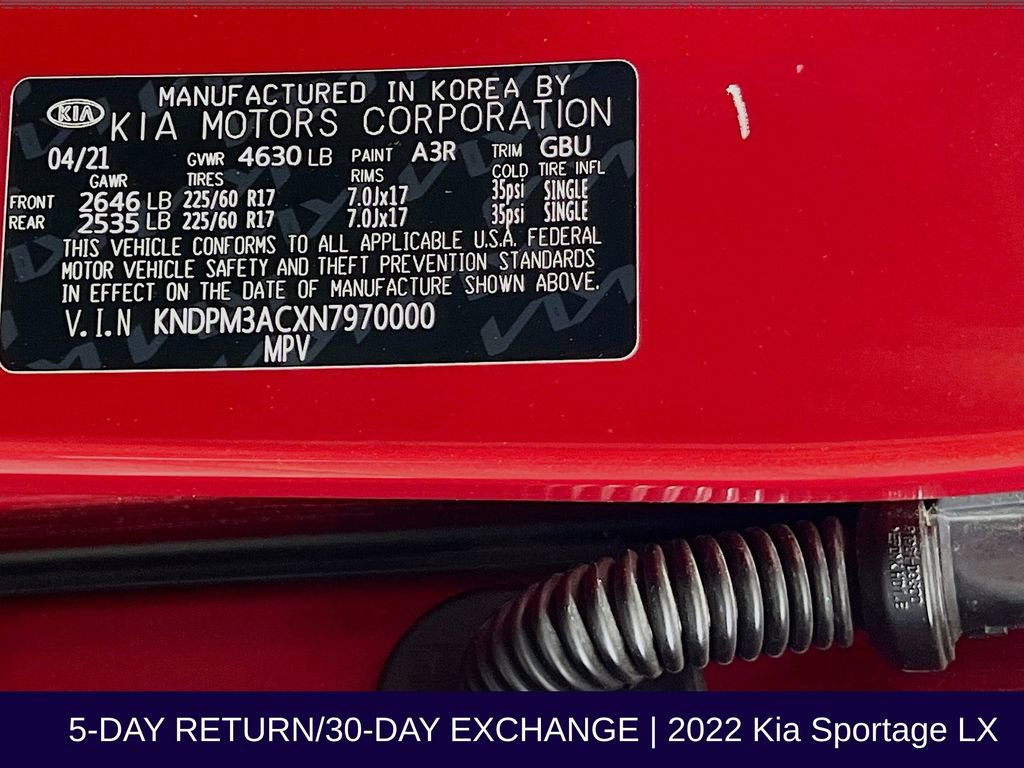 MANUFACTURED IN KOREA BY
KIA KIA MOTORS CORPORATION
04/21 GVWR 4630 LB PAINT A3R TRIM GBU
GAWR TIRES RIMS COLD TIRE INFL
FRONT 2646 LB 225/60 R17 7.0Jx17 35psi SINGLE
REAR 2535 LB 225/60 R17 7.0Jx17 35psi SINGLE
THIS VEHICLE CONFORMS TO ALL APPLICABLE U.S.A. FEDERAL
MOTOR VEHICLE SAFETY AND THEFT PREVENTION STANDARDS
IN EFFECT ON THE DATE OF MANUFACTURE SHOWN ABOVE.
V.I.N KNDPM3ACXN7970000
MPV
5-DAY RETURN/30-DAY EXCHANGE | 2022 Kia Sportage LX